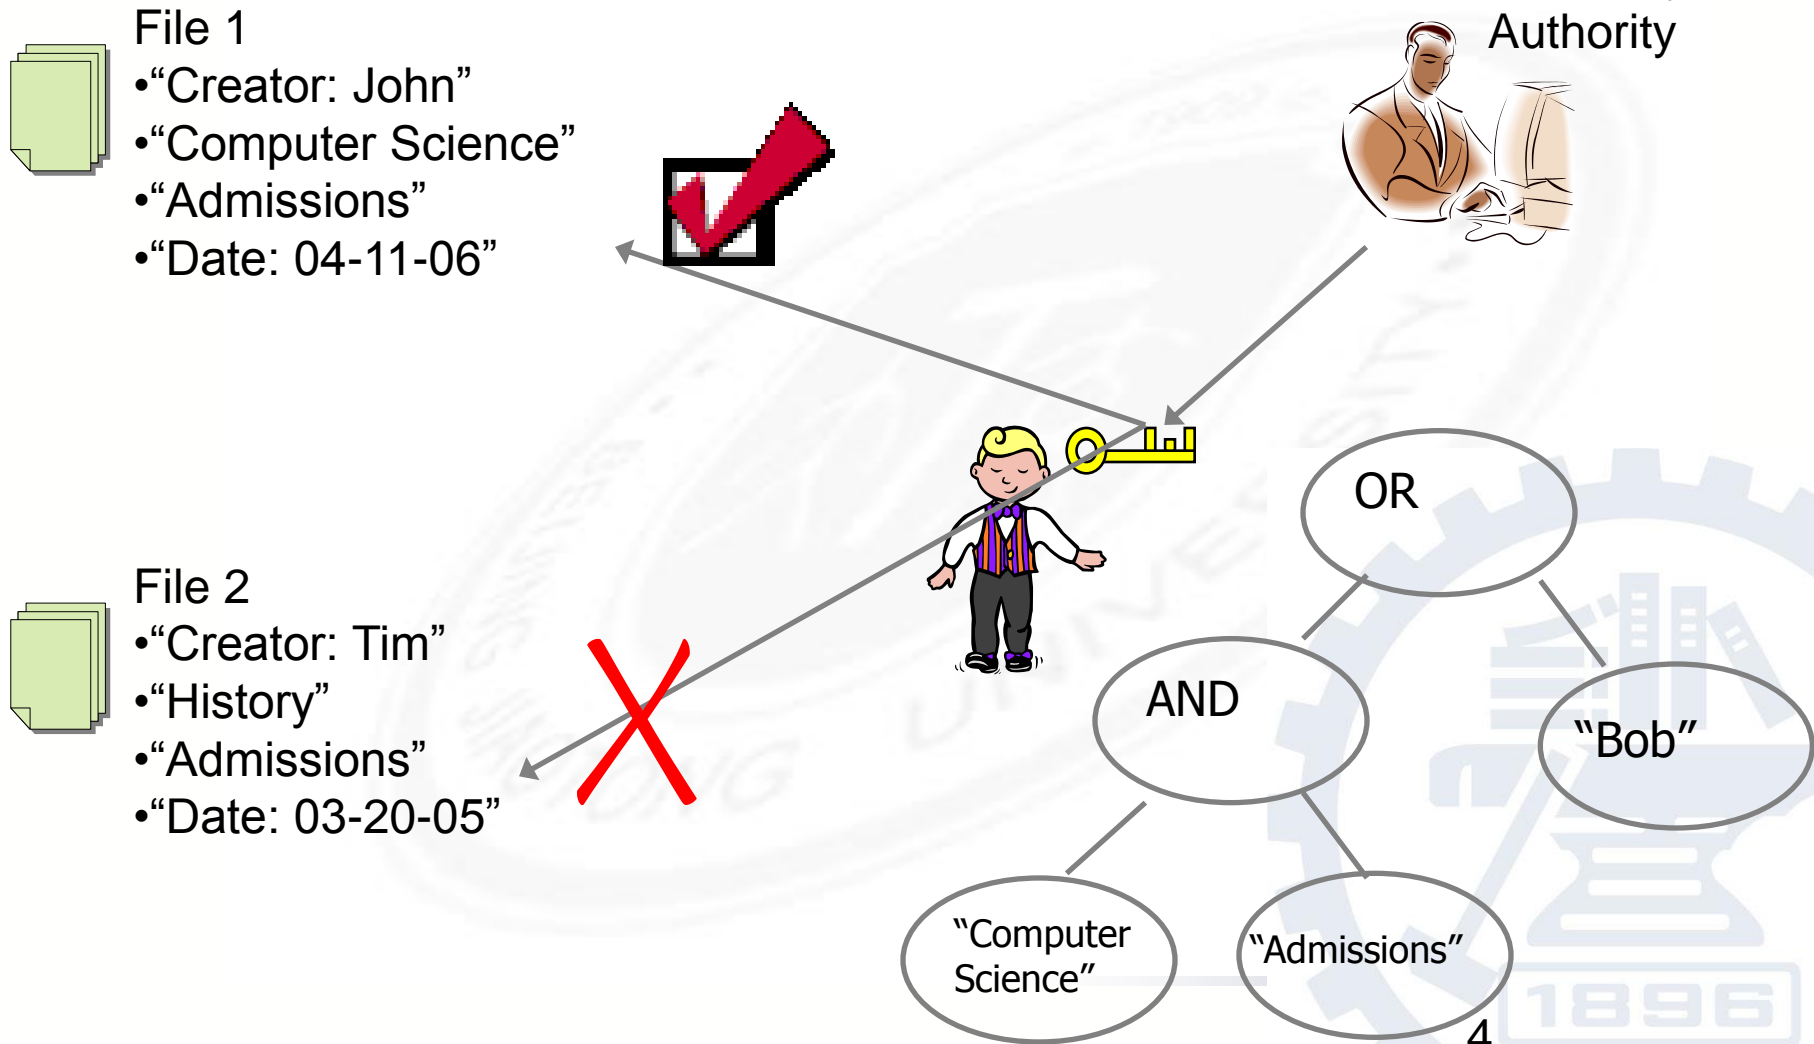 File 1
•“Creator: John”
•“Computer Science”
•“Admissions”
•“Date: 04-11-06”
Authority
File 2
•“Creator: Tim”
•“History”
•“Admissions”
•“Date: 03-20-05”
OR
AND
“Bob”
“Computer
Science”
“Admissions”
4
1896
UNIVERSITY